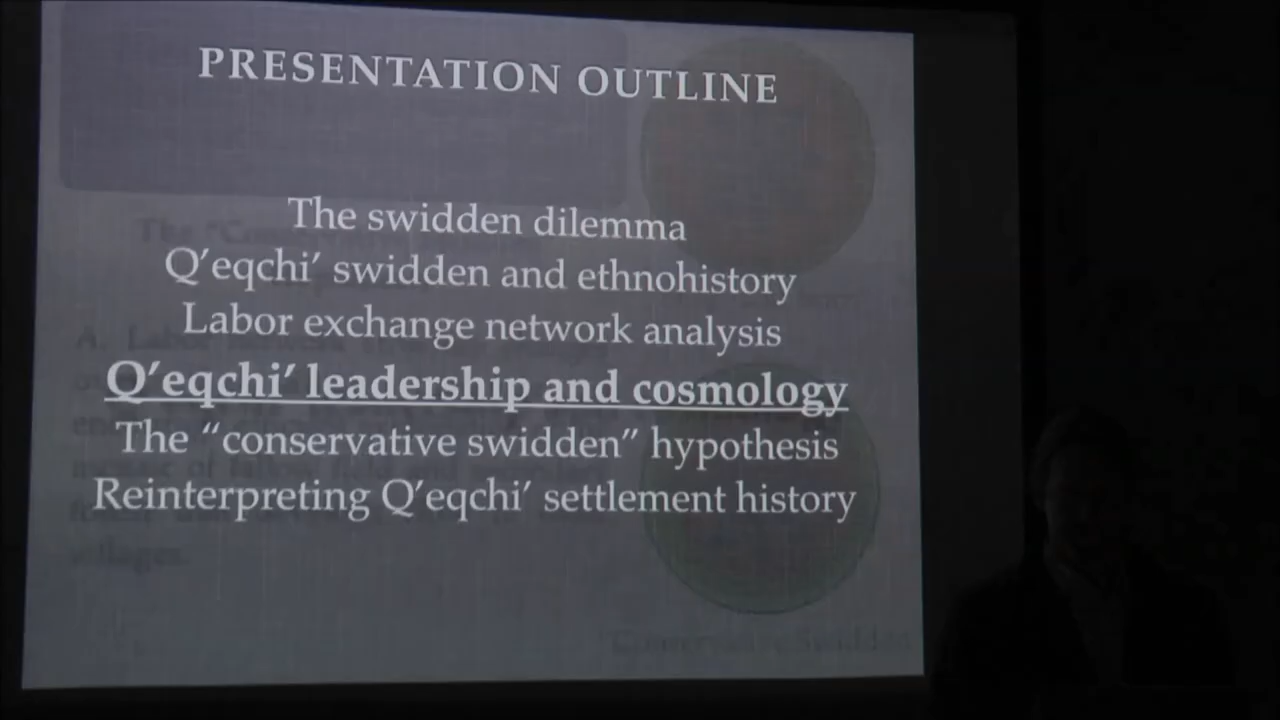 PRESENTATION OUTLINE
The swidden dilemma
Q’eqchi’ swidden and ethnohistory
Labor exchange network analysis
Q’eqchi’ leadership and cosmology
The “conservative swidden” hypothesis
Reinterpreting Q’eqchi’ settlement history